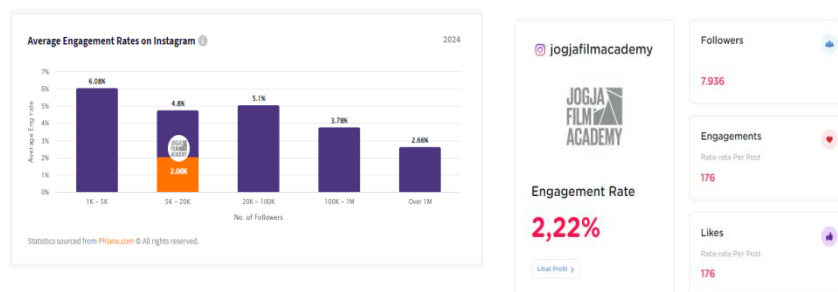 Average Engagement Rates on Instagram
2024
Average Eng rate
7%
6%
5%
4%
3%
2%
1%
0%
6.08%
4.8%
5.1%
3.78%
2.66%
2.06%
1K - 5K
5K - 20K
20K - 100K
100K - 1M
Over 1M
No. of Followers
Statistics sourced from Phlanx.com © All rights reserved.
jogjafilmacademy
JOGJA
FILM
ACADEMY
Engagement Rate
2,22%
Lihat Profil
Followers
7.936
Engagements
Rata-rata Per Post
176
Likes
Rata-rata Per Post
176